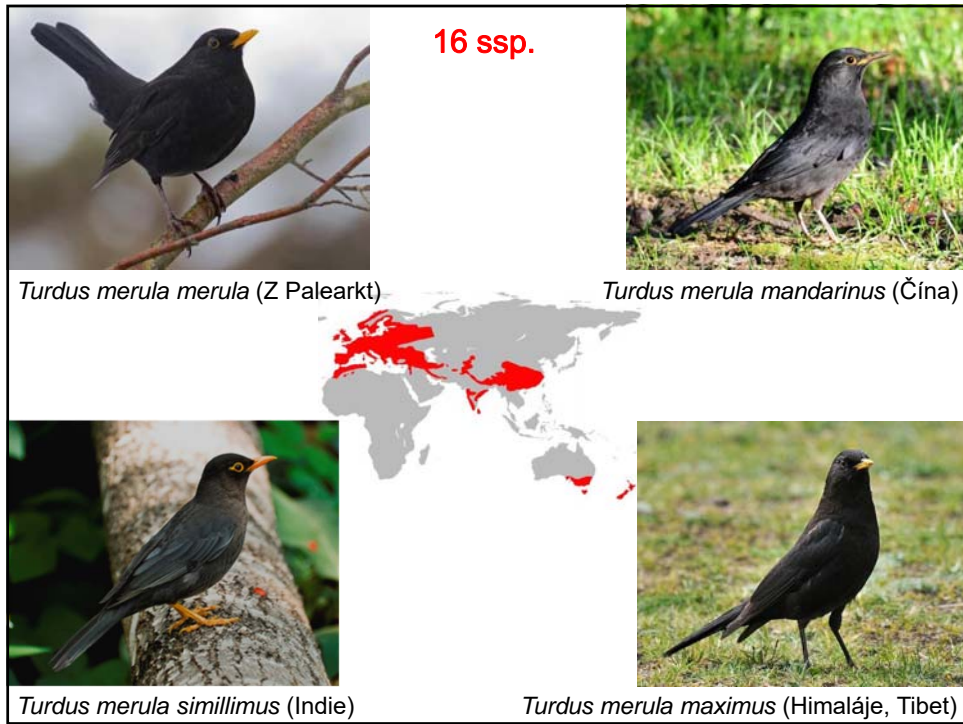 16 ssp.
Turdus merula merula (Z Palearkt)
Turdus merula mandarinus (Čína)
Turdus merula simillimus (Indie)
Turdus merula maximus (Himaláje, Tibet)